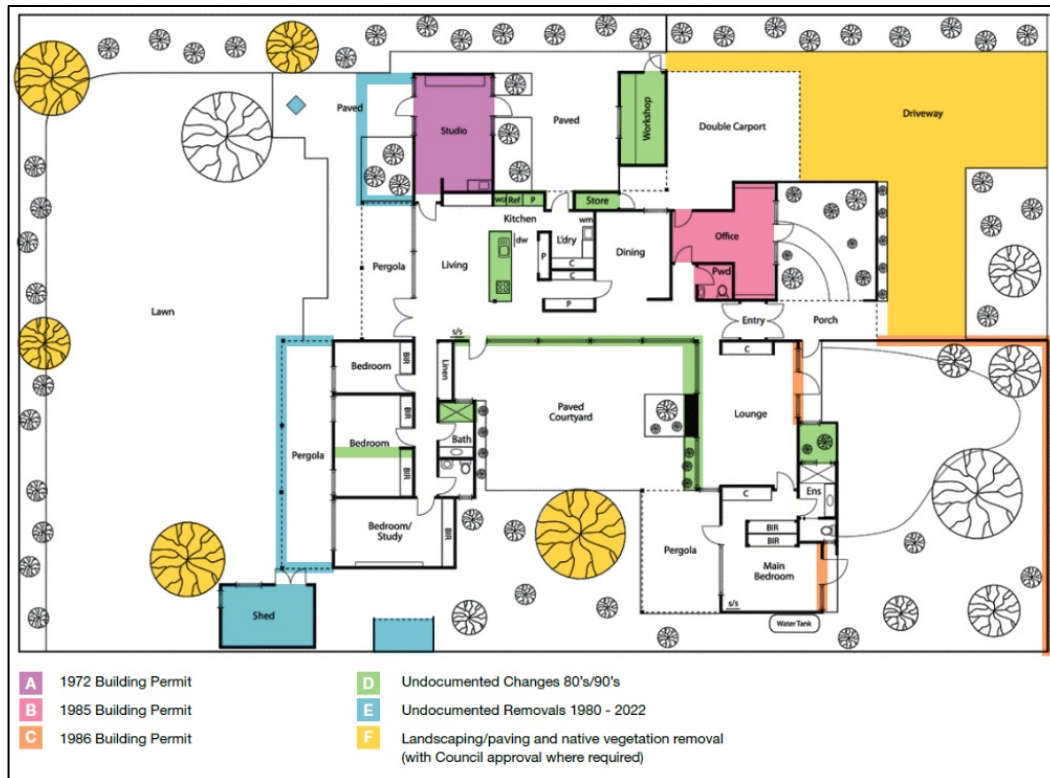 Paved
Studio
Paved
Workshop
Double Carport
Driveway
wo Ref P
Store
Kitchen
wm
dw
L'dry
P
C
C
P
Living
Pergola
Dining
Office
Pwd
Lawn
Entry
Porch
s/s
Bedroom
BIR
Linen
C
Bedroom
BIR
Bath
Paved
Courtyard
Lounge
Pergola
BIR
Bedroom/
Study
BIR
C
Ens
BIR
BIR
Pergola
Main
Bedroom
s/s
Shed
Water Tank
A 1972 Building Permit
B 1985 Building Permit
C 1986 Building Permit
D Undocumented Changes 80's/90's
E Undocumented Removals 1980 - 2022
F Landscaping/paving and native vegetation removal
(with Council approval where required)